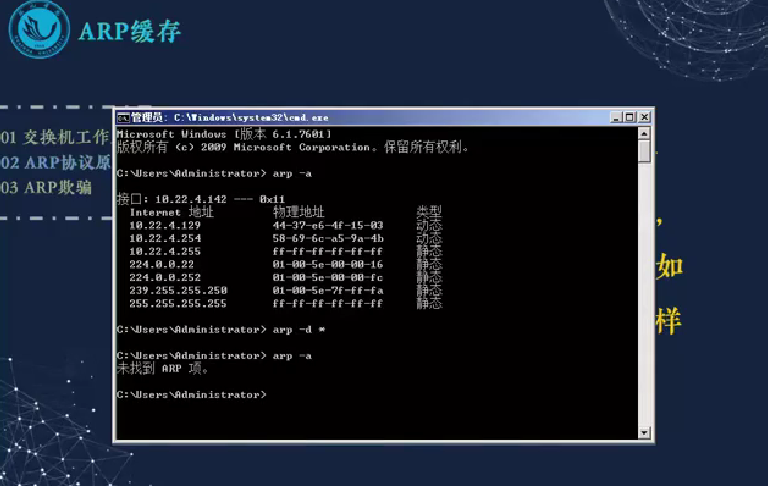 ARP缓存
001 交换机工作
002 ARP协议原
003 ARP欺骗
管理员: C:\Windows\system32\cmd.exe
Microsoft Windows [版本 6.1.7601]
版权所有 (c) 2009 Microsoft Corporation。保留所有权利。
C:\Users\Administrator> arp -a
接口: 10.22.4.142 --- 0x11
Internet 地址 物理地址 类型
10.22.4.129 44-37-e6-4f-15-03 动态
10.22.4.254 58-69-6c-a5-9a-4b 动态
10.22.4.255 ff-ff-ff-ff-ff-ff 静态
224.0.0.22 01-00-5e-00-00-16 静态
224.0.0.252 01-00-5e-00-00-fc 静态
239.255.255.250 01-00-5e-7f-ff-fa 静态
255.255.255.255 ff-ff-ff-ff-ff-ff 静态
C:\Users\Administrator> arp -d *
C:\Users\Administrator> arp -a
未找到 ARP 项。
C:\Users\Administrator>
，
如
样